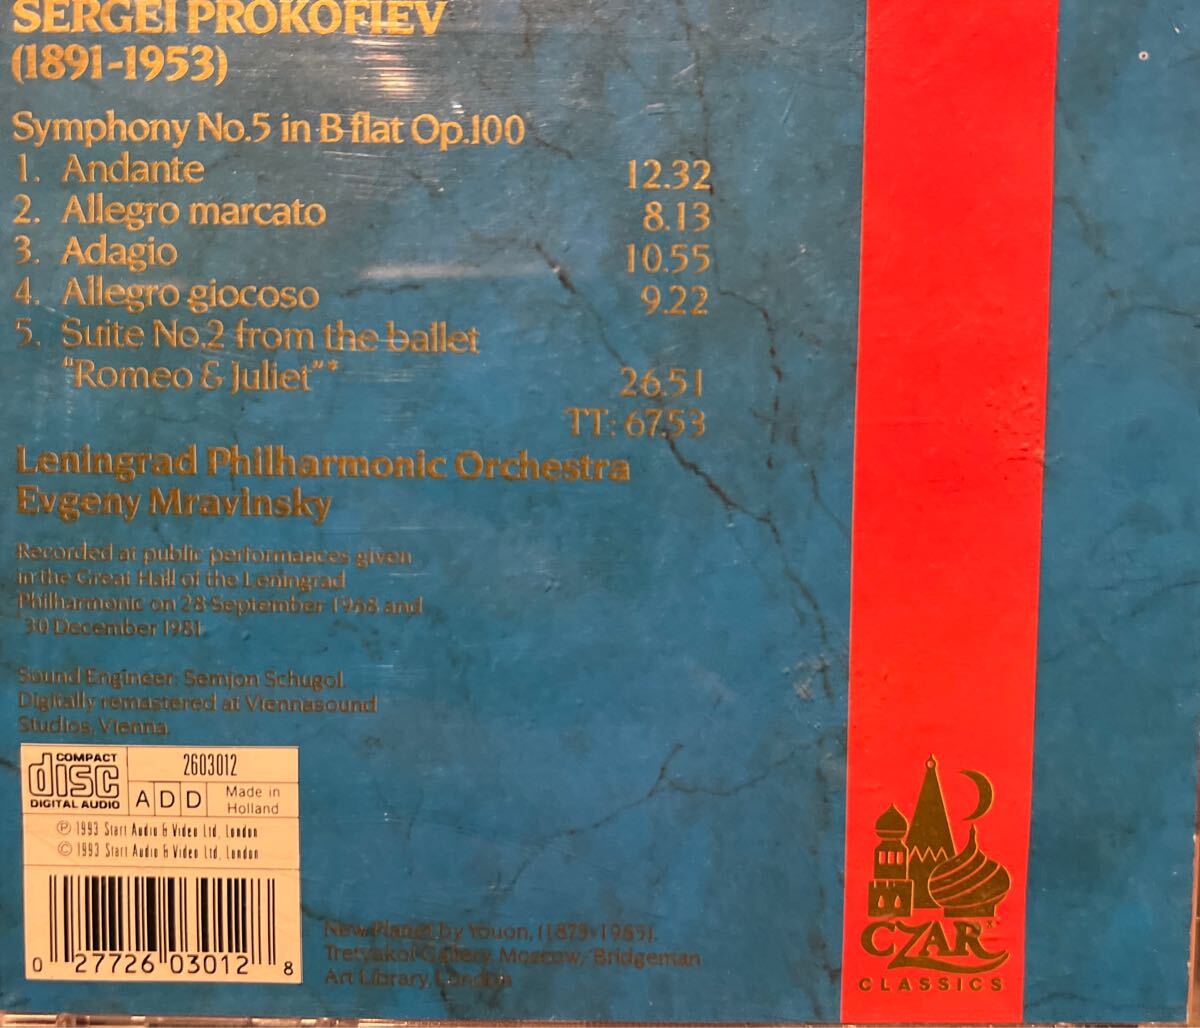 SERGEI PROKOFIEV
(1891-1953)
Symphony No.5 in B flat Op.100
1. Andante 12.32
2. Allegro marcato 8.13
3. Adagio 10.55
4. Allegro giocoso 9.22
5. Suite No.2 from the ballet
"Romeo & Juliet"* 26.51
TT: 67.53
Leningrad Philharmonic Orchestra
Evgeny Mravinsky
Recorded at public performances given
in the Great Hall of the Leningrad
Philharmonic on 28 September 1968 and
30 December 1981.
Sound Engineer: Semjon Schugol.
Digitally remastered at Viennasound
Studios, Vienna.
COMPACT
disc
DIGITAL AUDIO
2603012
A D D
Made in
Holland
℗ 1993 Start Audio & Video Ltd, London
© 1993 Start Audio & Video Ltd, London
0 27726 03012 8
New Planet by Youon, (1875-1965),
Tretyakof Gallery, Moscow/Bridgeman
Art Library, London
CZAR
CLASSICS